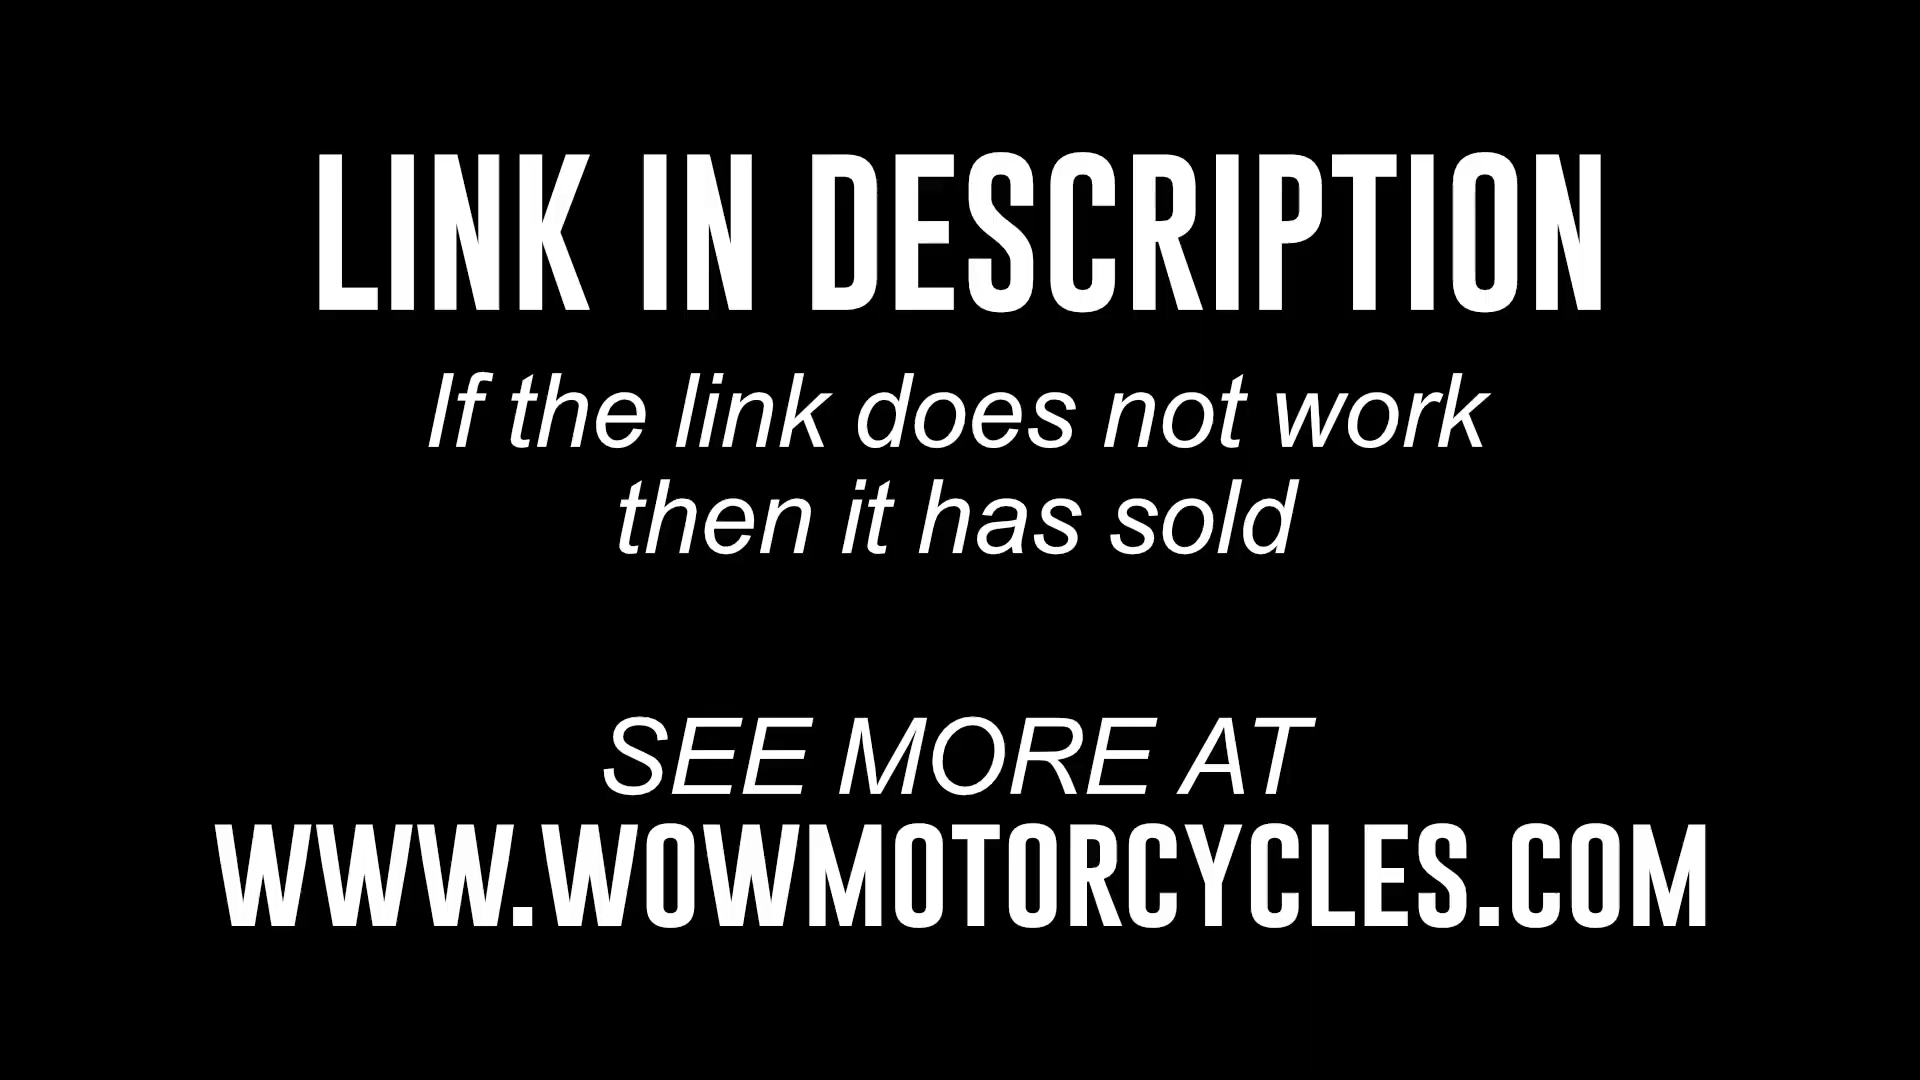 LINK IN DESCRIPTION
If the link does not work
then it has sold
SEE MORE AT
WWW.WOWMOTORCYCLES.COM